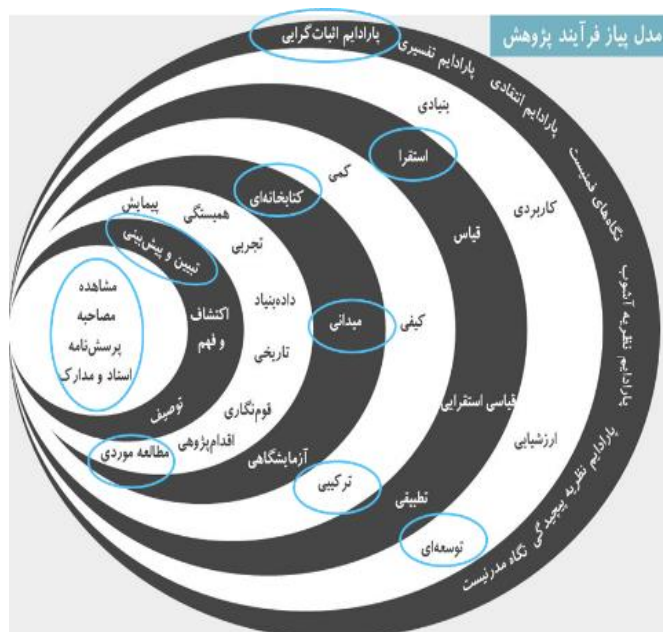 مدل پیاز فرآیند پژوهش
پارادایم اثبات‌گرایی
پارادایم تفسیری
پارادایم انتقادی
نگاه‌های فمنیست
پارادایم نظریه آشوب
پارادایم نظریه پیچیدگی
نگاه مدرنیست
بنیادی
کاربردی
ارزشیابی
توسعه‌ای
استقرا
قیاس
قیاسی استقرایی
تطبیقی
کمی
کیفی
ترکیبی
کتابخانه‌ای
میدانی
آزمایشگاهی
پیمایش
همبستگی
تجربی
داده‌بنیاد
تاریخی
قوم‌نگاری
اقدام‌پژوهی
مطالعه موردی
تبیین و پیش‌بینی
اکتشاف
و فهم
توصیف
مشاهده
مصاحبه
پرسش‌نامه
اسناد و مدارک